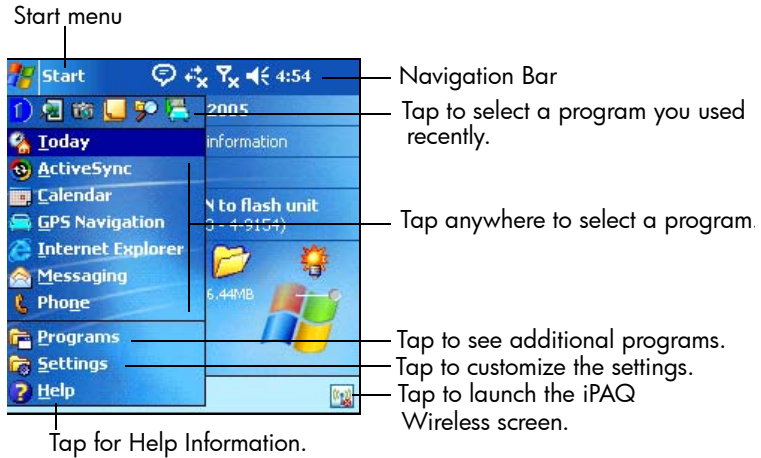 Start menu
Start 4:54
Navigation Bar
2005
Tap to select a program you used
recently.
Today
information
ActiveSync
Calendar
N to flash unit
GPS Navigation
Tap anywhere to select a program.
Internet Explorer
Messaging
Phone
6.44MB
Programs
Tap to see additional programs.
Settings
Tap to customize the settings.
Help
Tap to launch the iPAQ
Wireless screen.
Tap for Help Information.